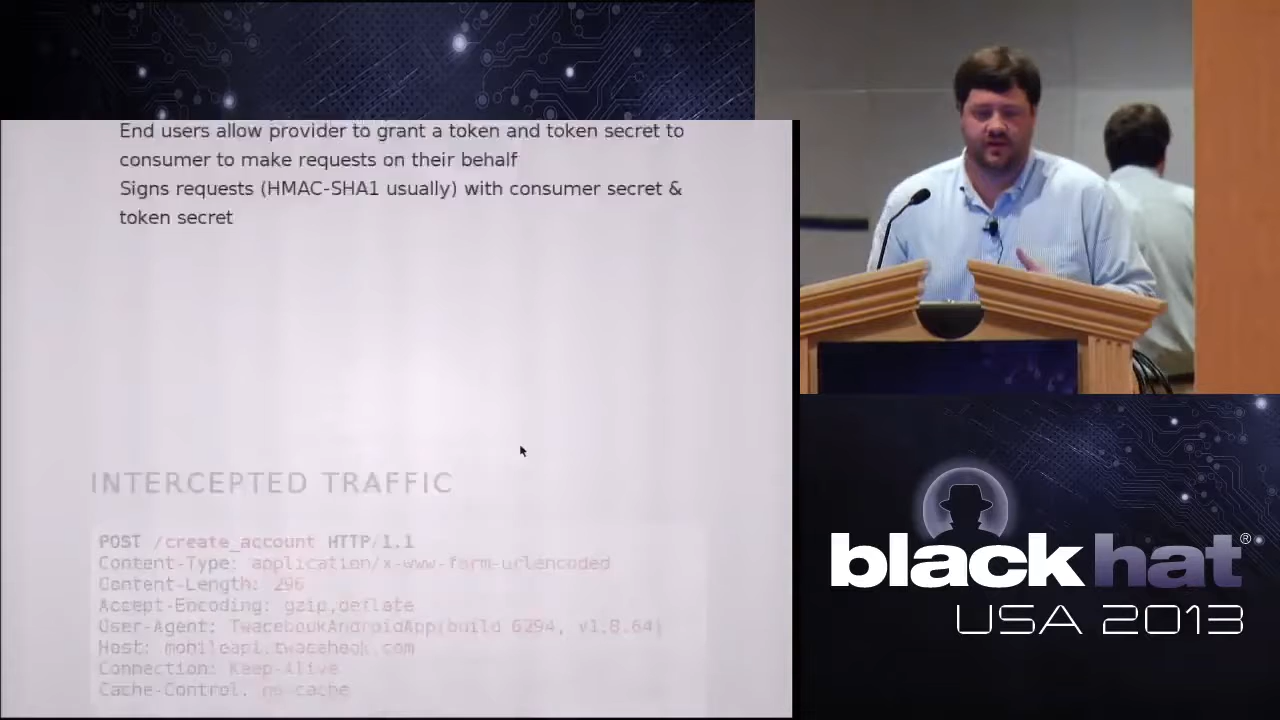 End users allow provider to grant a token and token secret to
consumer to make requests on their behalf
Signs requests (HMAC-SHA1 usually) with consumer secret &
token secret
INTERCEPTED TRAFFIC
POST /create_account HTTP/1.1
Content-Type: application/x-www-form-urlencoded
Content-Length: 296
Accept-Encoding: gzip,deflate
User-Agent: TwacebookAndroidApp(build 6294, v1.8.64)
Host: mobileapi.twacebook.com
Connection: Keep-Alive
Cache-Control: no-cache
black hat®
USA 2013